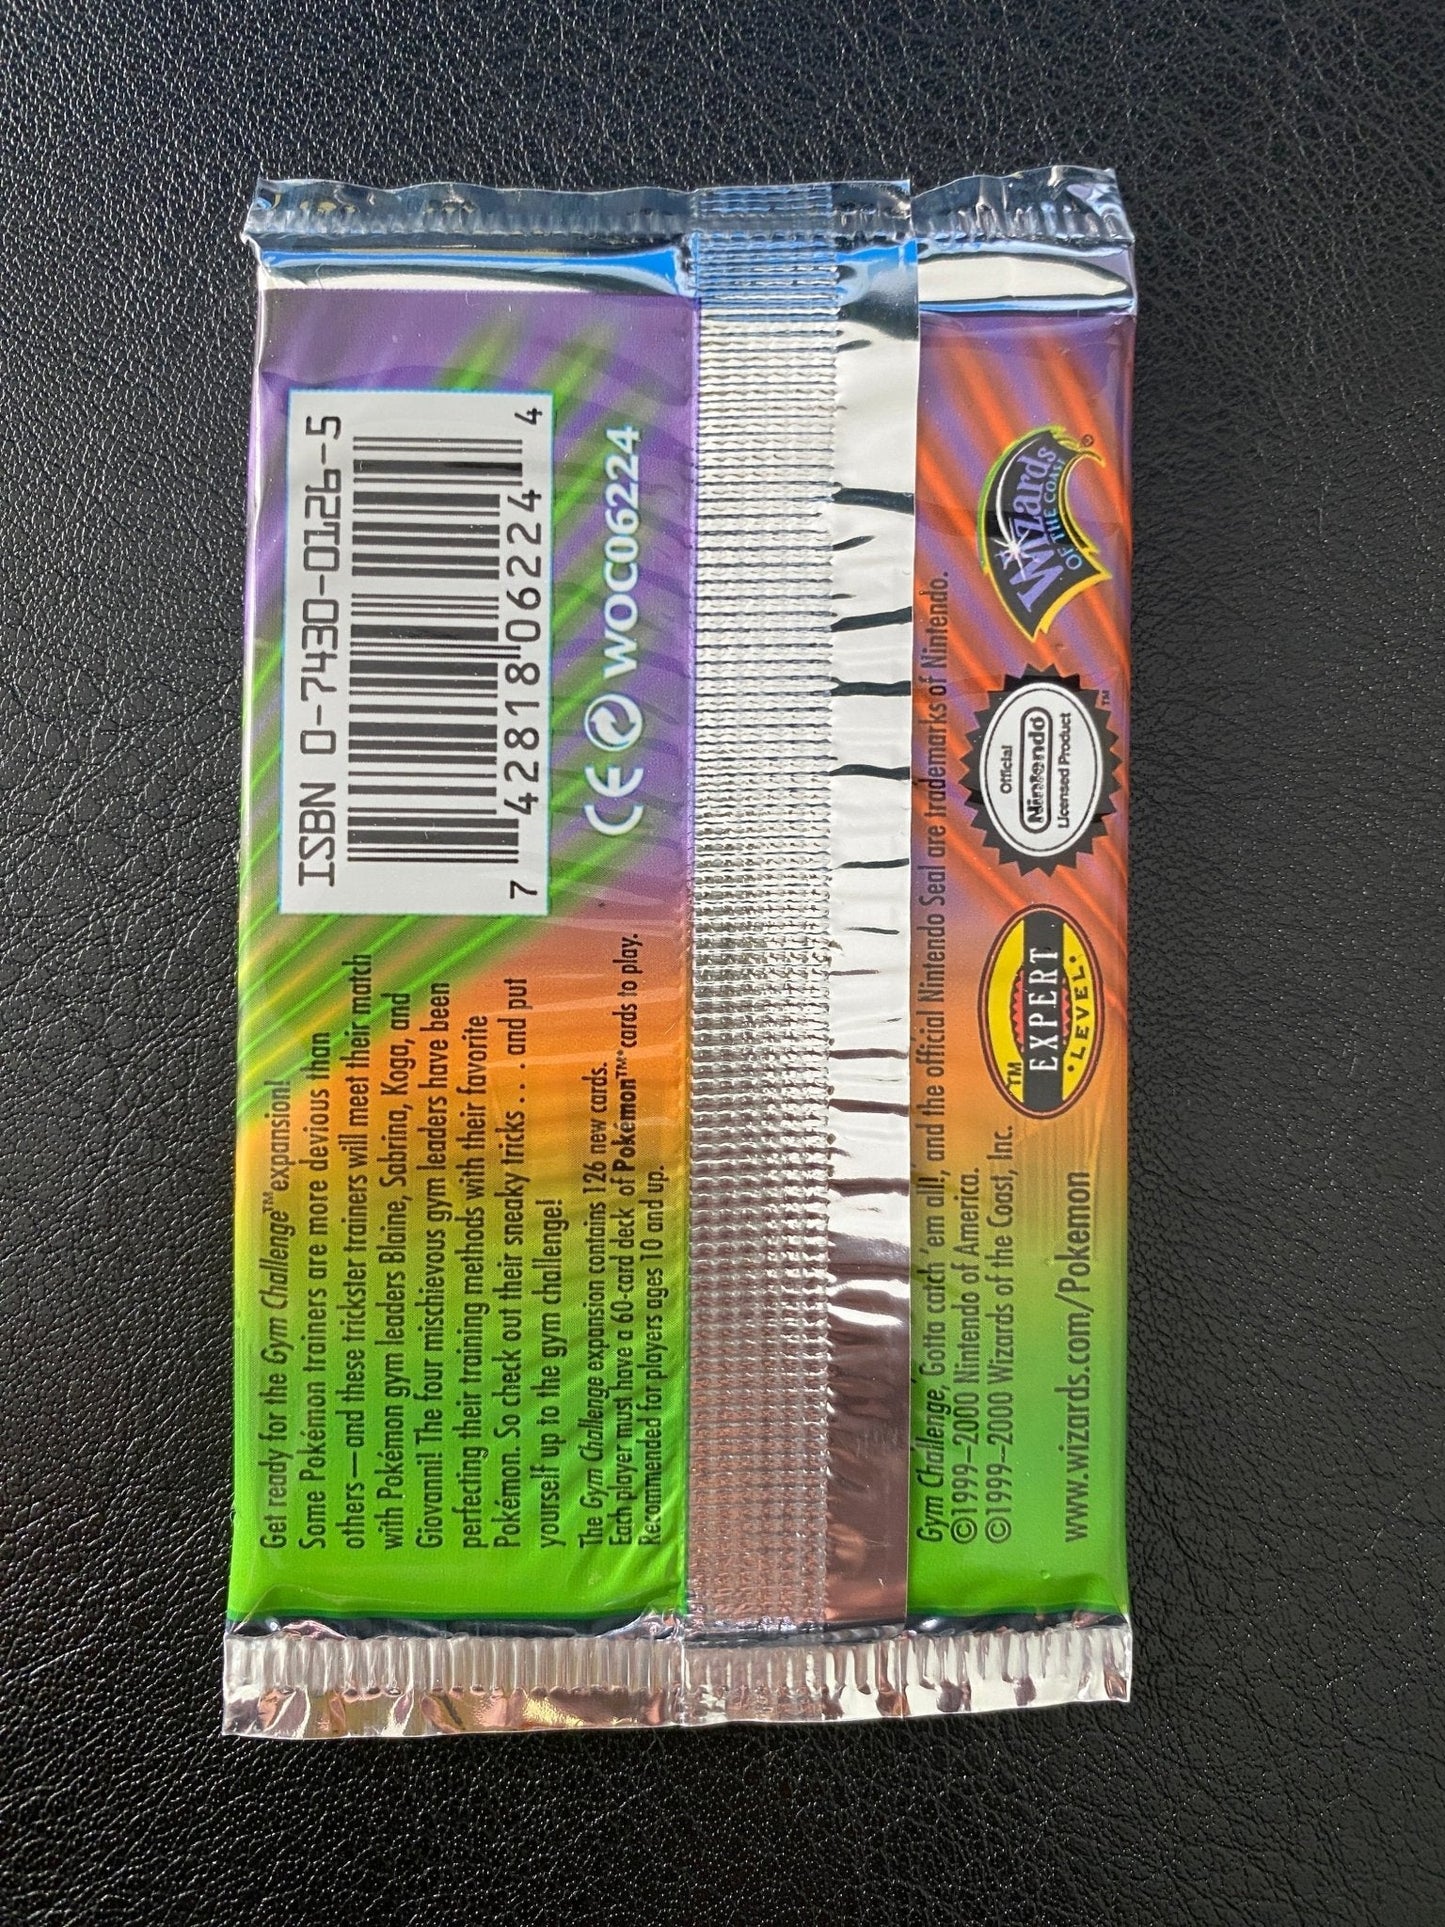 ISBN 0-7430-0126-5
7 42818 06224 4
CE WOC06224
Get ready for the Gym Challenge™ expansion!
Some Pokémon trainers are more devious than
others—and these trickster trainers will meet their match
with Pokémon gym leaders Blaine, Sabrina, Koga, and
Giovanni! The four mischievous gym leaders have been
perfecting their training methods with their favorite
Pokémon. So check out their sneaky tricks . . . and put
yourself up to the gym challenge!
The Gym Challenge expansion contains 126 new cards.
Each player must have a 60-card deck of Pokémon™* cards to play.
Recommended for players ages 10 and up.
Gym Challenge, Gotta catch 'em all!, and the official Nintendo Seal are trademarks of Nintendo.
©1999–2000 Nintendo of America.
©1999–2000 Wizards of the Coast, Inc.
www.wizards.com/Pokemon
™
EXPERT
LEVEL
Official
Nintendo
Licensed Product
™
Wizards
OF THE COAST
®